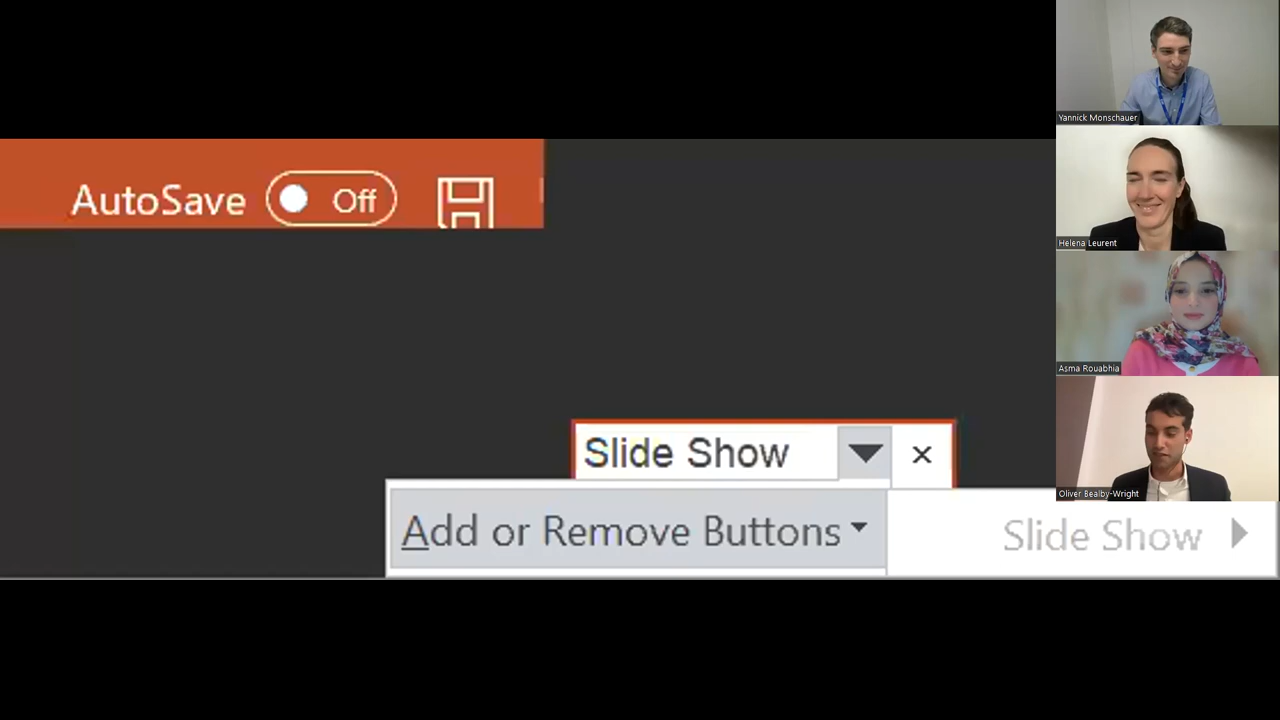 AutoSave Off
Slide Show
Add or Remove Buttons
Slide Show
Yannick Monschauer
Helena Leurent
Asma Rouabhia
Oliver Bealby-Wright